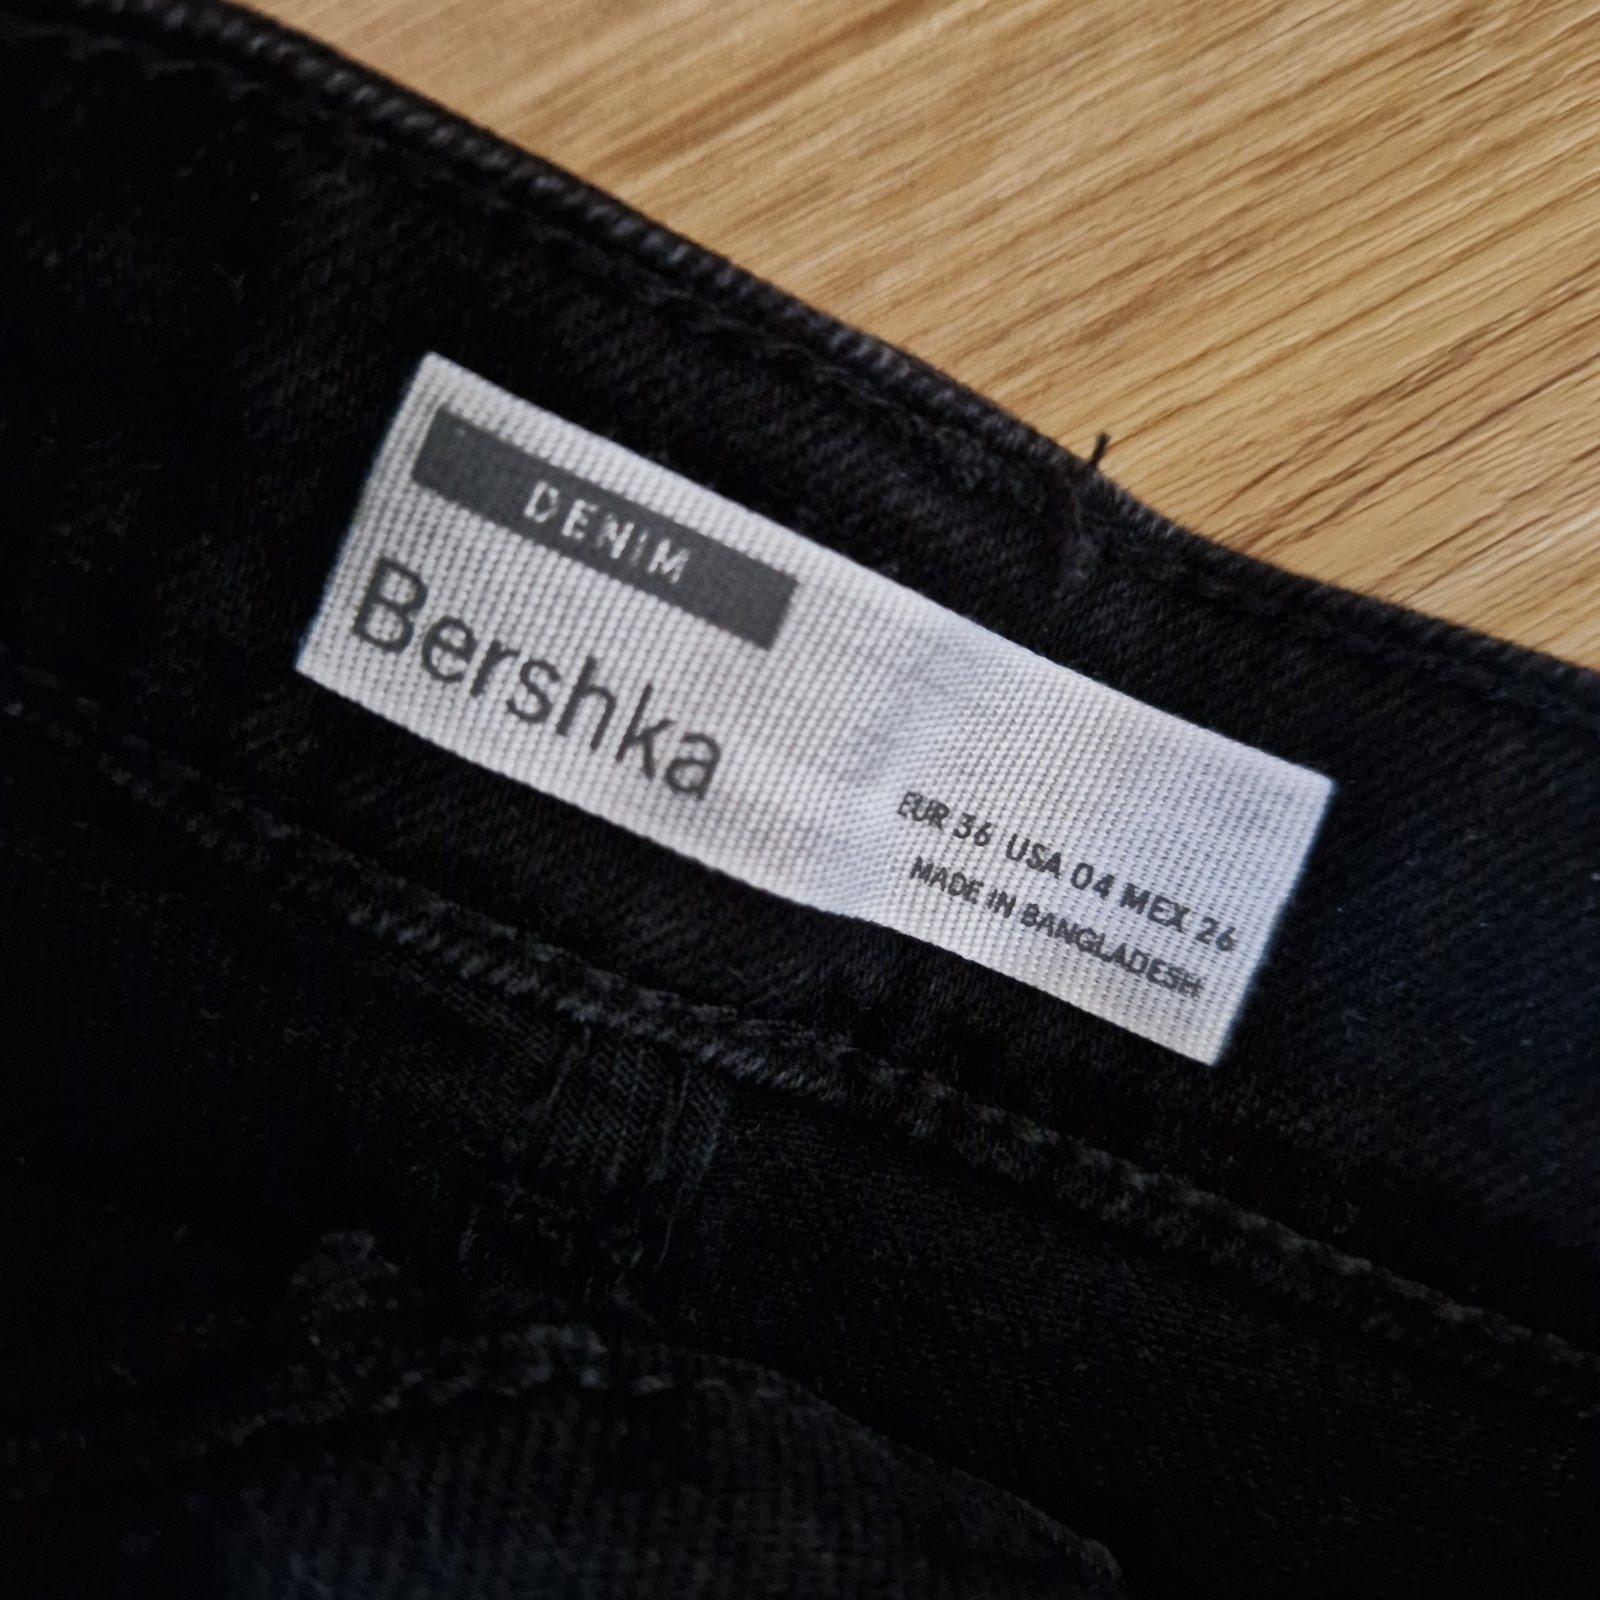 DENIM
Bershka
EUR 36 USA 04 MEX 26
MADE IN BANGLADESH